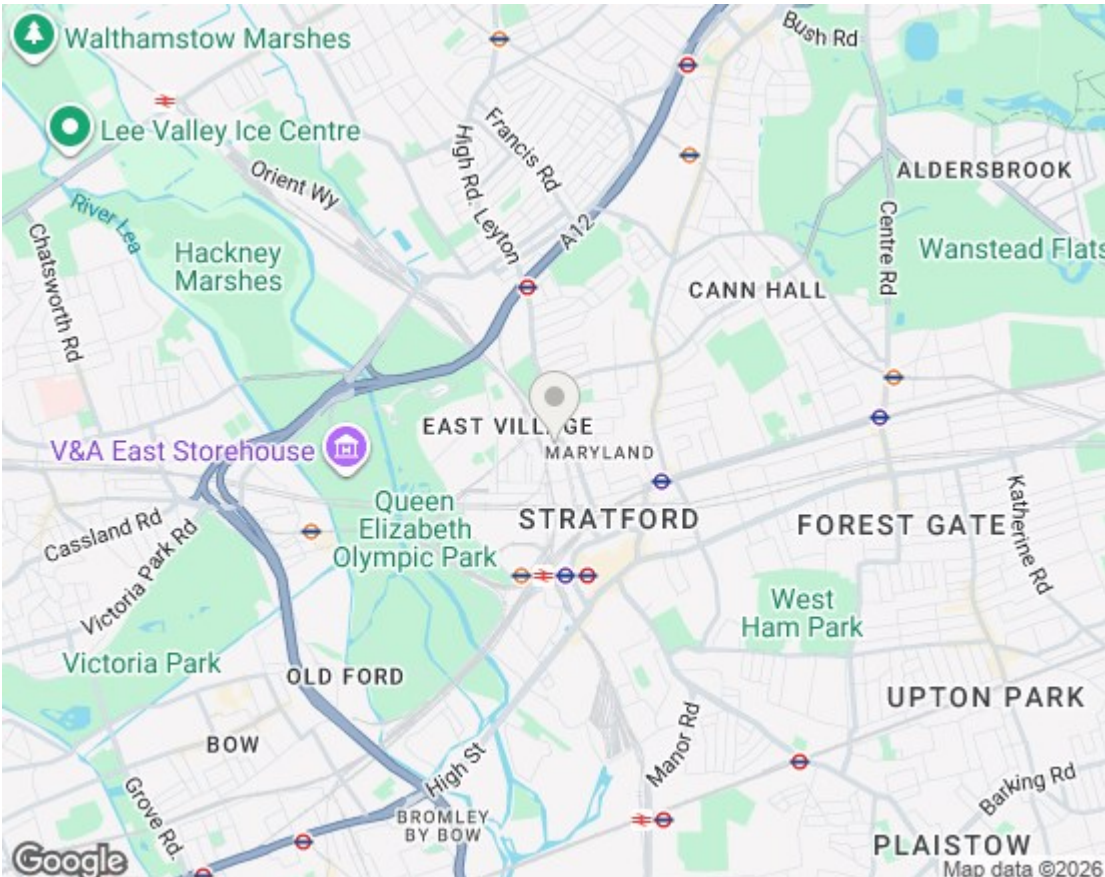 Walthamstow Marshes
Bush Rd
Lee Valley Ice Centre
Francis Rd
High Rd. Leyton
Orient Wy
ALDERSBROOK
River Lea
A12
Centre Rd
Chatsworth Rd
Hackney
Marshes
Wanstead Flats
CANN HALL
EAST VILL GE
MARYLAND
V&A East Storehouse
Queen
Elizabeth
Olympic Park
STRATFORD
FOREST GATE
Katherine Rd
Cassland Rd
Victoria Park Rd
West
Ham Park
Victoria Park
OLD FORD
UPTON PARK
BOW
Manor Rd
High St
Grove Rd.
BROMLEY
BY BOW
Barking Rd
PLAISTOW
Google
Map data ©2026